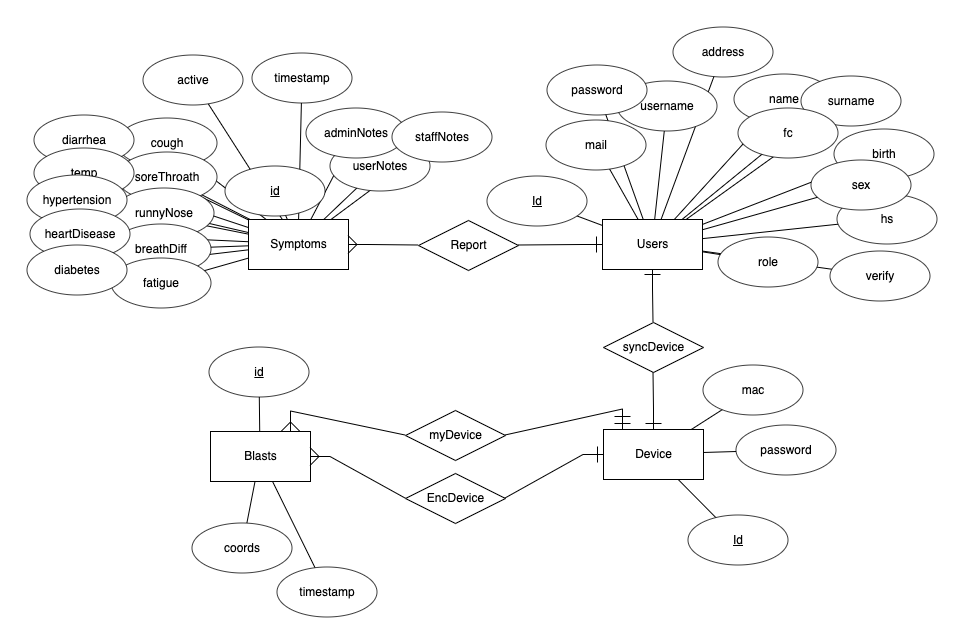 address
active
timestamp
password
username
name
surname
adminNotes
staffNotes
fc
diarrhea
cough
mail
birth
userNotes
temp
soreThroath
sex
id
hypertension
Id
runnyNose
hs
heartDisease
Symptoms
Report
Users
breathDiff
role
diabetes
fatigue
verify
syncDevice
id
mac
myDevice
Blasts
Device
password
EncDevice
coords
Id
timestamp